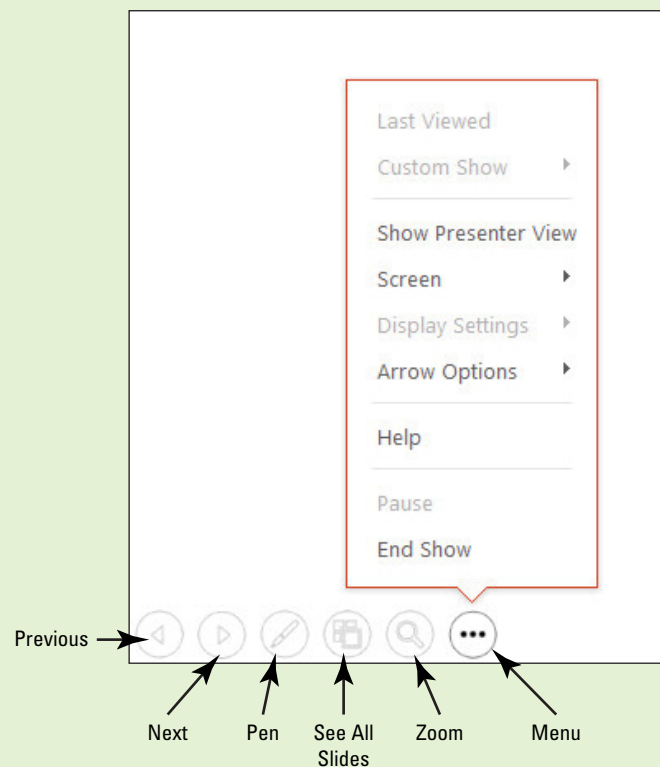 Last Viewed
Custom Show
Show Presenter View
Screen
Display Settings
Arrow Options
Help
Pause
End Show
Previous
Next
Pen
See All
Slides
Zoom
Menu